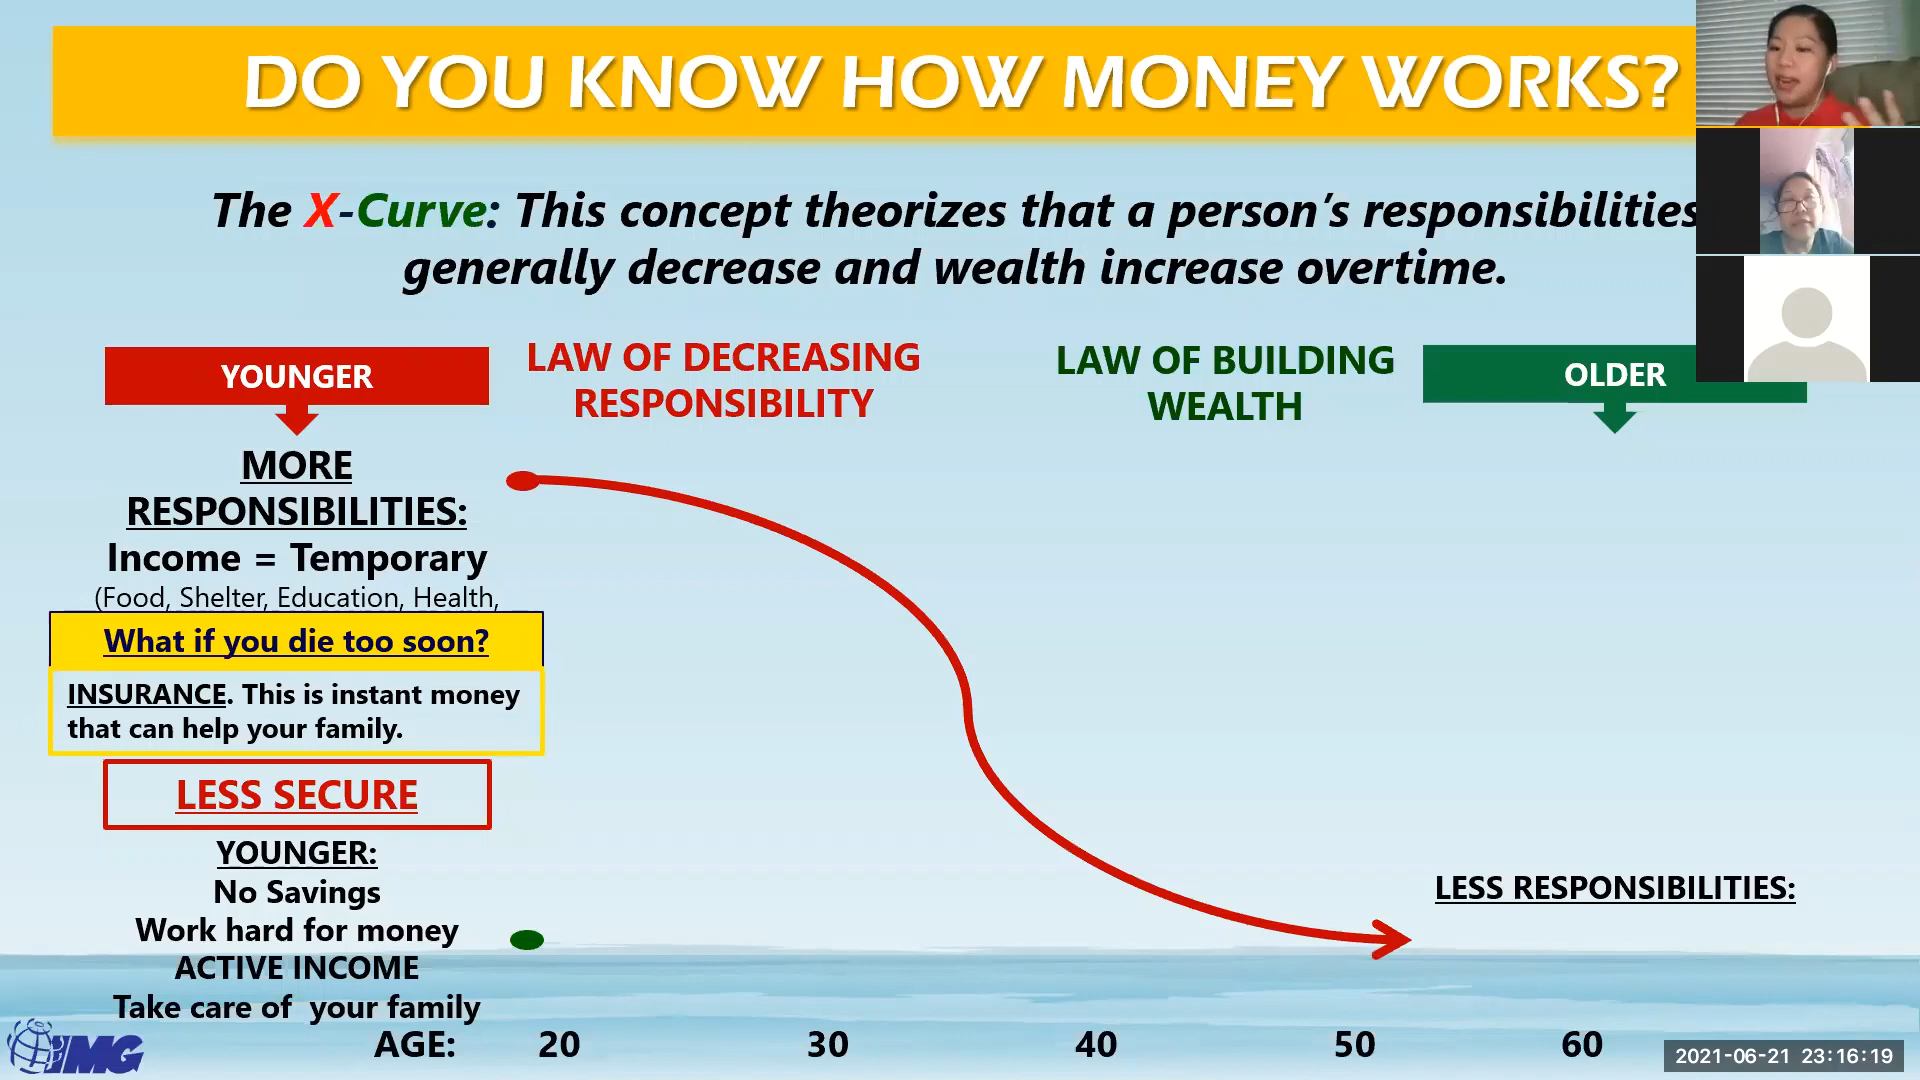 DO YOU KNOW HOW MONEY WORKS?
The X-Curve: This concept theorizes that a person’s responsibilities
generally decrease and wealth increase overtime.
YOUNGER
LAW OF DECREASING
RESPONSIBILITY
LAW OF BUILDING
WEALTH
OLDER
MORE
RESPONSIBILITIES:
Income = Temporary
(Food, Shelter, Education, Health,
What if you die too soon?
INSURANCE. This is instant money
that can help your family.
LESS SECURE
YOUNGER:
No Savings
Work hard for money
ACTIVE INCOME
Take care of  your family
LESS RESPONSIBILITIES:
IMG
AGE: 20 30 40 50 60
2021-06-21 23:16:19